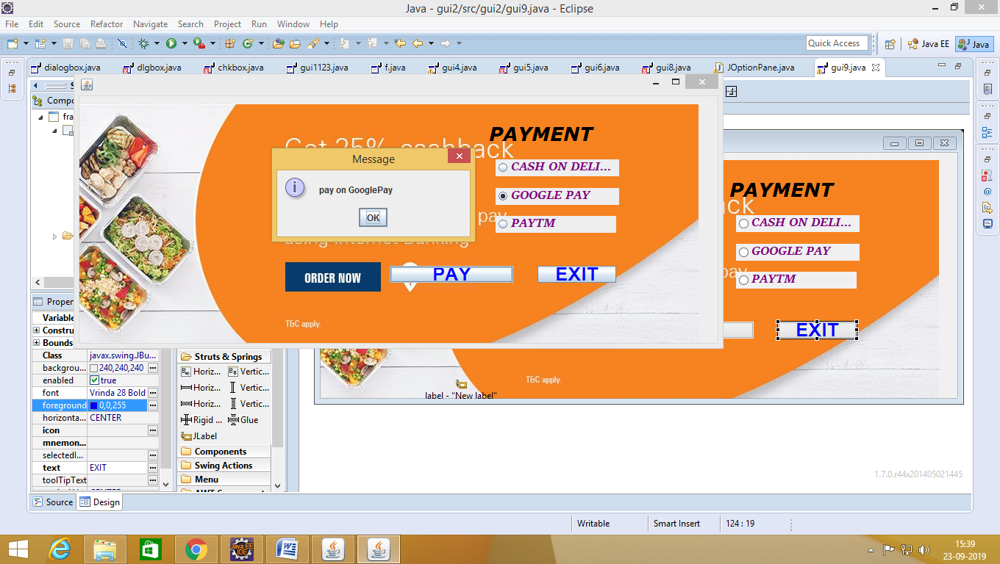 Java - gui2/src/gui2/gui9.java - Eclipse
File Edit Source Refactor Navigate Search Project Run Window Help
Quick Access Java EE Java
dialogbox.java dlgbox.java chkbox.java gui1123.java f.java gui4.java gui5.java gui6.java gui8.java JOptionPane.java gui9.java
Compo
fra
Get 25% cashback
PAYMENT
CASH ON DELI...
GOOGLE PAY
PAYTM
pay
using Internet Banking
Message
pay on GooglePay
OK
ORDER NOW
PAY
EXIT
T&C apply.
PAYMENT
ck
CASH ON DELI...
GOOGLE PAY
pay
PAYTM
EXIT
T&C apply.
label - "New label"
Proper
Variable
Constru
Bounds
Class javax.swing.JBu...
backgrou... 240,240,240
enabled true
font Vrinda 28 Bold
foreground 0,0,255
horizonta... CENTER
icon
mnemon...
selectedI...
text EXIT
toolTipText
Struts & Springs
Horiz... Vertic...
Horiz... Vertic...
Horiz... Vertic...
Rigid ... Glue
JLabel
Components
Swing Actions
Menu
1.7.0.r44x201405021445
Source Design
Writable Smart Insert 124 : 19
Java EE
IDE
15:39
23-09-2019